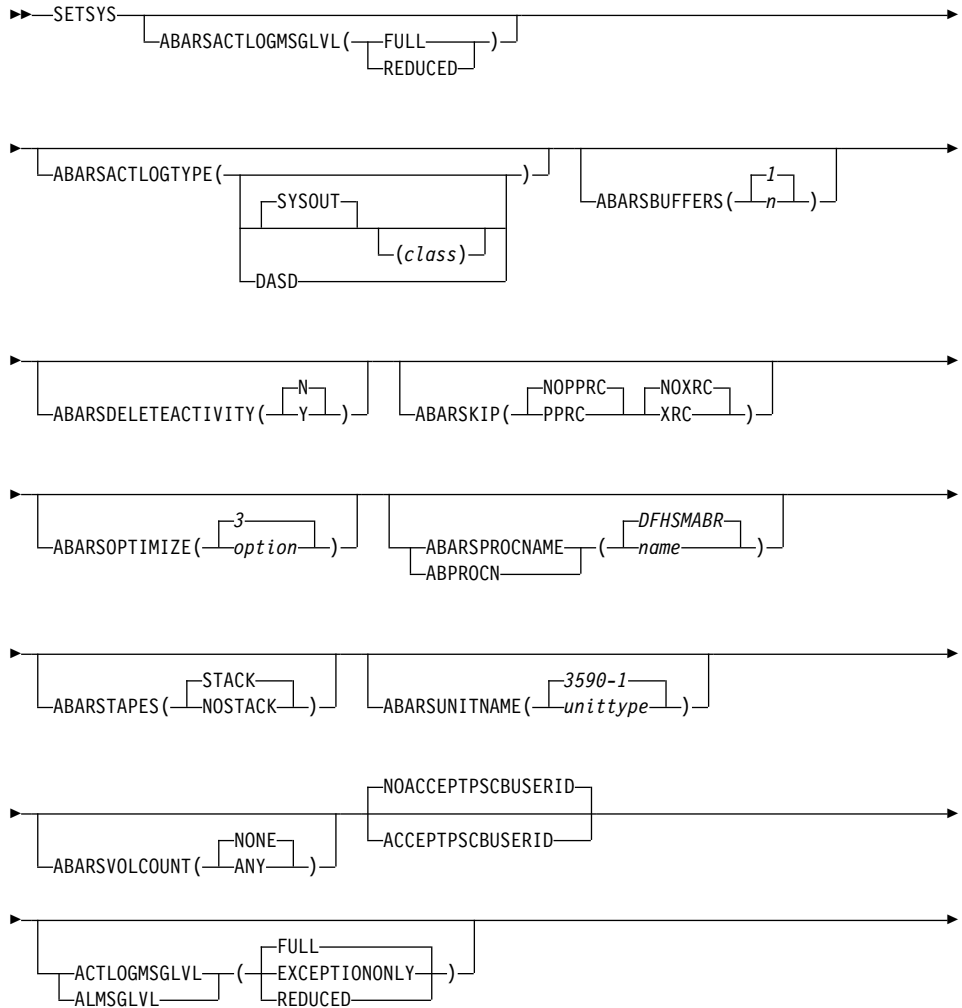 SETSYS
ABARSACTLOGMSGLVL( FULL )
REDUCED
ABARSACTLOGTYPE( )
SYSOUT
(class)
DASD
1
ABARSBUFFERS( n )
N
ABARSDELETEACTIVITY( Y )
NOPPRC NOXRC
ABARSKIP( PPRC XRC )
3
ABARSOPTIMIZE( option )
DFHSMABR
ABARSPROCNAME ( name )
ABPROCN
STACK
ABARSTAPES( NOSTACK )
3590-1
ABARSUNITNAME( unittype )
NONE
ABARSVOLCOUNT( ANY )
NOACCEPTPSCBUSERID
ACCEPTPSCBUSERID
FULL
ACTLOGMSGLVL ( EXCEPTIONONLY )
ALMSGLVL REDUCED